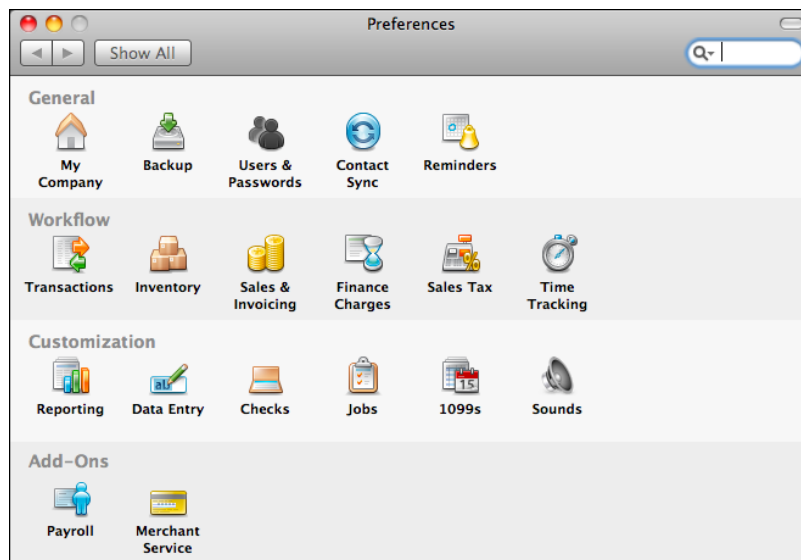 Preferences
Show All
General
My Company
Backup
Users & Passwords
Contact Sync
Reminders
Workflow
Transactions
Inventory
Sales & Invoicing
Finance Charges
Sales Tax
Time Tracking
Customization
Reporting
Data Entry
Checks
Jobs
1099s
Sounds
Add-Ons
Payroll
Merchant Service